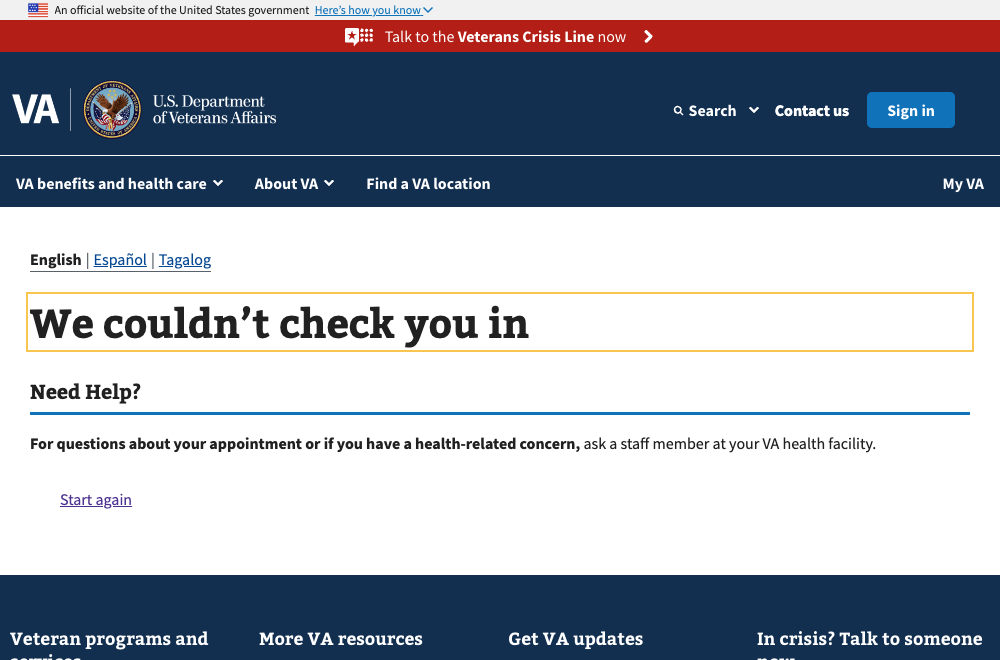 An official website of the United States government Here's how you know
Talk to the Veterans Crisis Line now
VA
U.S. Department
of Veterans Affairs
Search
Contact us
Sign in
VA benefits and health care
About VA
Find a VA location
My VA
English | Español | Tagalog
We couldn’t check you in
Need Help?
For questions about your appointment or if you have a health-related concern, ask a staff member at your VA health facility.
Start again
Veteran programs and
services
More VA resources
Get VA updates
In crisis? Talk to someone
now